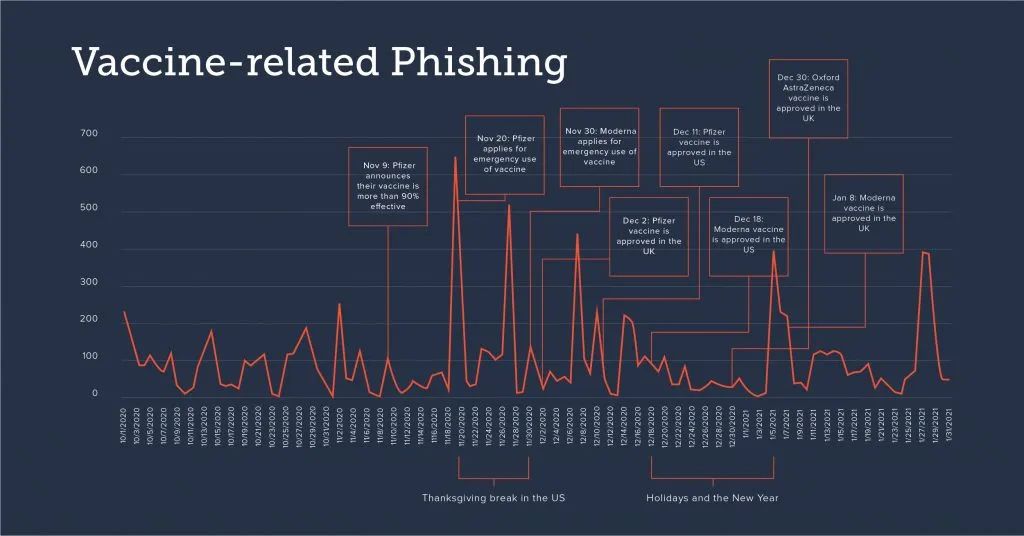 Vaccine-related Phishing
Dec 30: Oxford
AstraZeneca
vaccine is
approved in the
UK
Nov 30: Moderna
applies for
emergency use of
vaccine
Dec 11: Pfizer
vaccine is
approved in the
US
Nov 20: Pfizer
applies for
emergency use
of vaccine
Nov 9: Pfizer
announces
their vaccine is
more than 90%
effective
Jan 8: Moderna
vaccine is
approved in the
UK
Dec 2: Pfizer
vaccine is
approved in the
UK
Dec 18:
Moderna vaccine
is approved in the
US
700
600
500
400
300
200
100
0
10/1/2020
10/3/2020
10/5/2020
10/7/2020
10/9/2020
10/11/2020
10/13/2020
10/15/2020
10/17/2020
10/19/2020
10/21/2020
10/23/2020
10/25/2020
10/27/2020
10/29/2020
10/31/2020
11/2/2020
11/4/2020
11/6/2020
11/8/2020
11/10/2020
11/12/2020
11/14/2020
11/16/2020
11/18/2020
11/20/2020
11/22/2020
11/24/2020
11/26/2020
11/28/2020
11/30/2020
12/2/2020
12/4/2020
12/6/2020
12/8/2020
12/10/2020
12/12/2020
12/14/2020
12/16/2020
12/18/2020
12/20/2020
12/22/2020
12/24/2020
12/26/2020
12/28/2020
12/30/2020
1/1/2021
1/3/2021
1/5/2021
1/7/2021
1/9/2021
1/11/2021
1/13/2021
1/15/2021
1/17/2021
1/19/2021
1/21/2021
1/23/2021
1/25/2021
1/27/2021
1/29/2021
1/31/2021
Thanksgiving break in the US
Holidays and the New Year